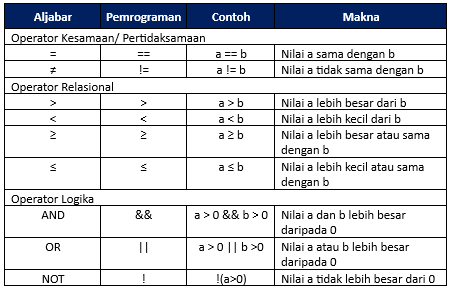 Aljabar Pemrograman Contoh Makna
Operator Kesamaan/ Pertidaksamaan
= == a == b Nilai a sama dengan b
≠ != a != b Nilai a tidak sama dengan b
Operator Relasional
> > a > b Nilai a lebih besar dari b
< < a < b Nilai a lebih kecil dari b
≥ ≥ a ≥ b Nilai a lebih besar atau sama
dengan b
≤ ≤ a ≤ b Nilai a lebih kecil atau sama
dengan b
Operator Logika
AND && a > 0 && b > 0 Nilai a dan b lebih besar
daripada 0
OR || a > 0 || b >0 Nilai a atau b lebih besar
daripada 0
NOT ! !(a>0) Nilai a tidak lebih besar dari 0